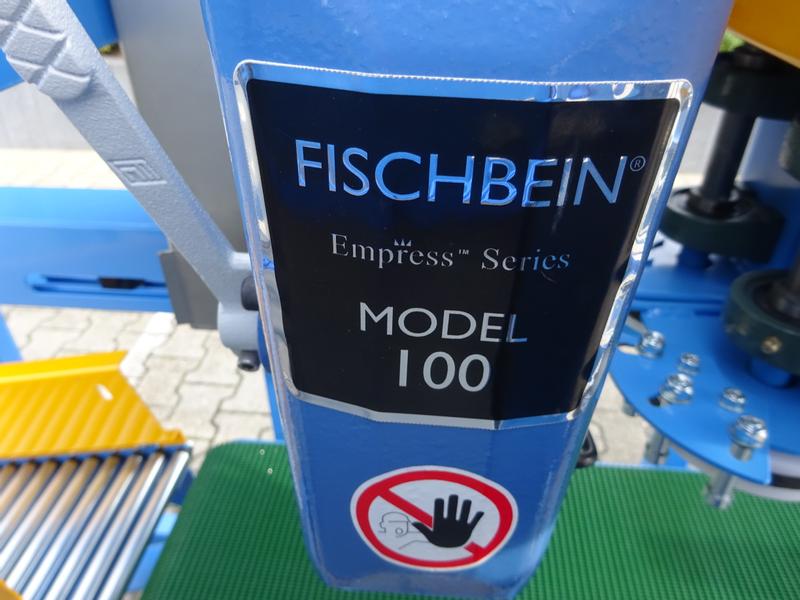 FISCHBEIN®
Empress™ Series
MODEL
100